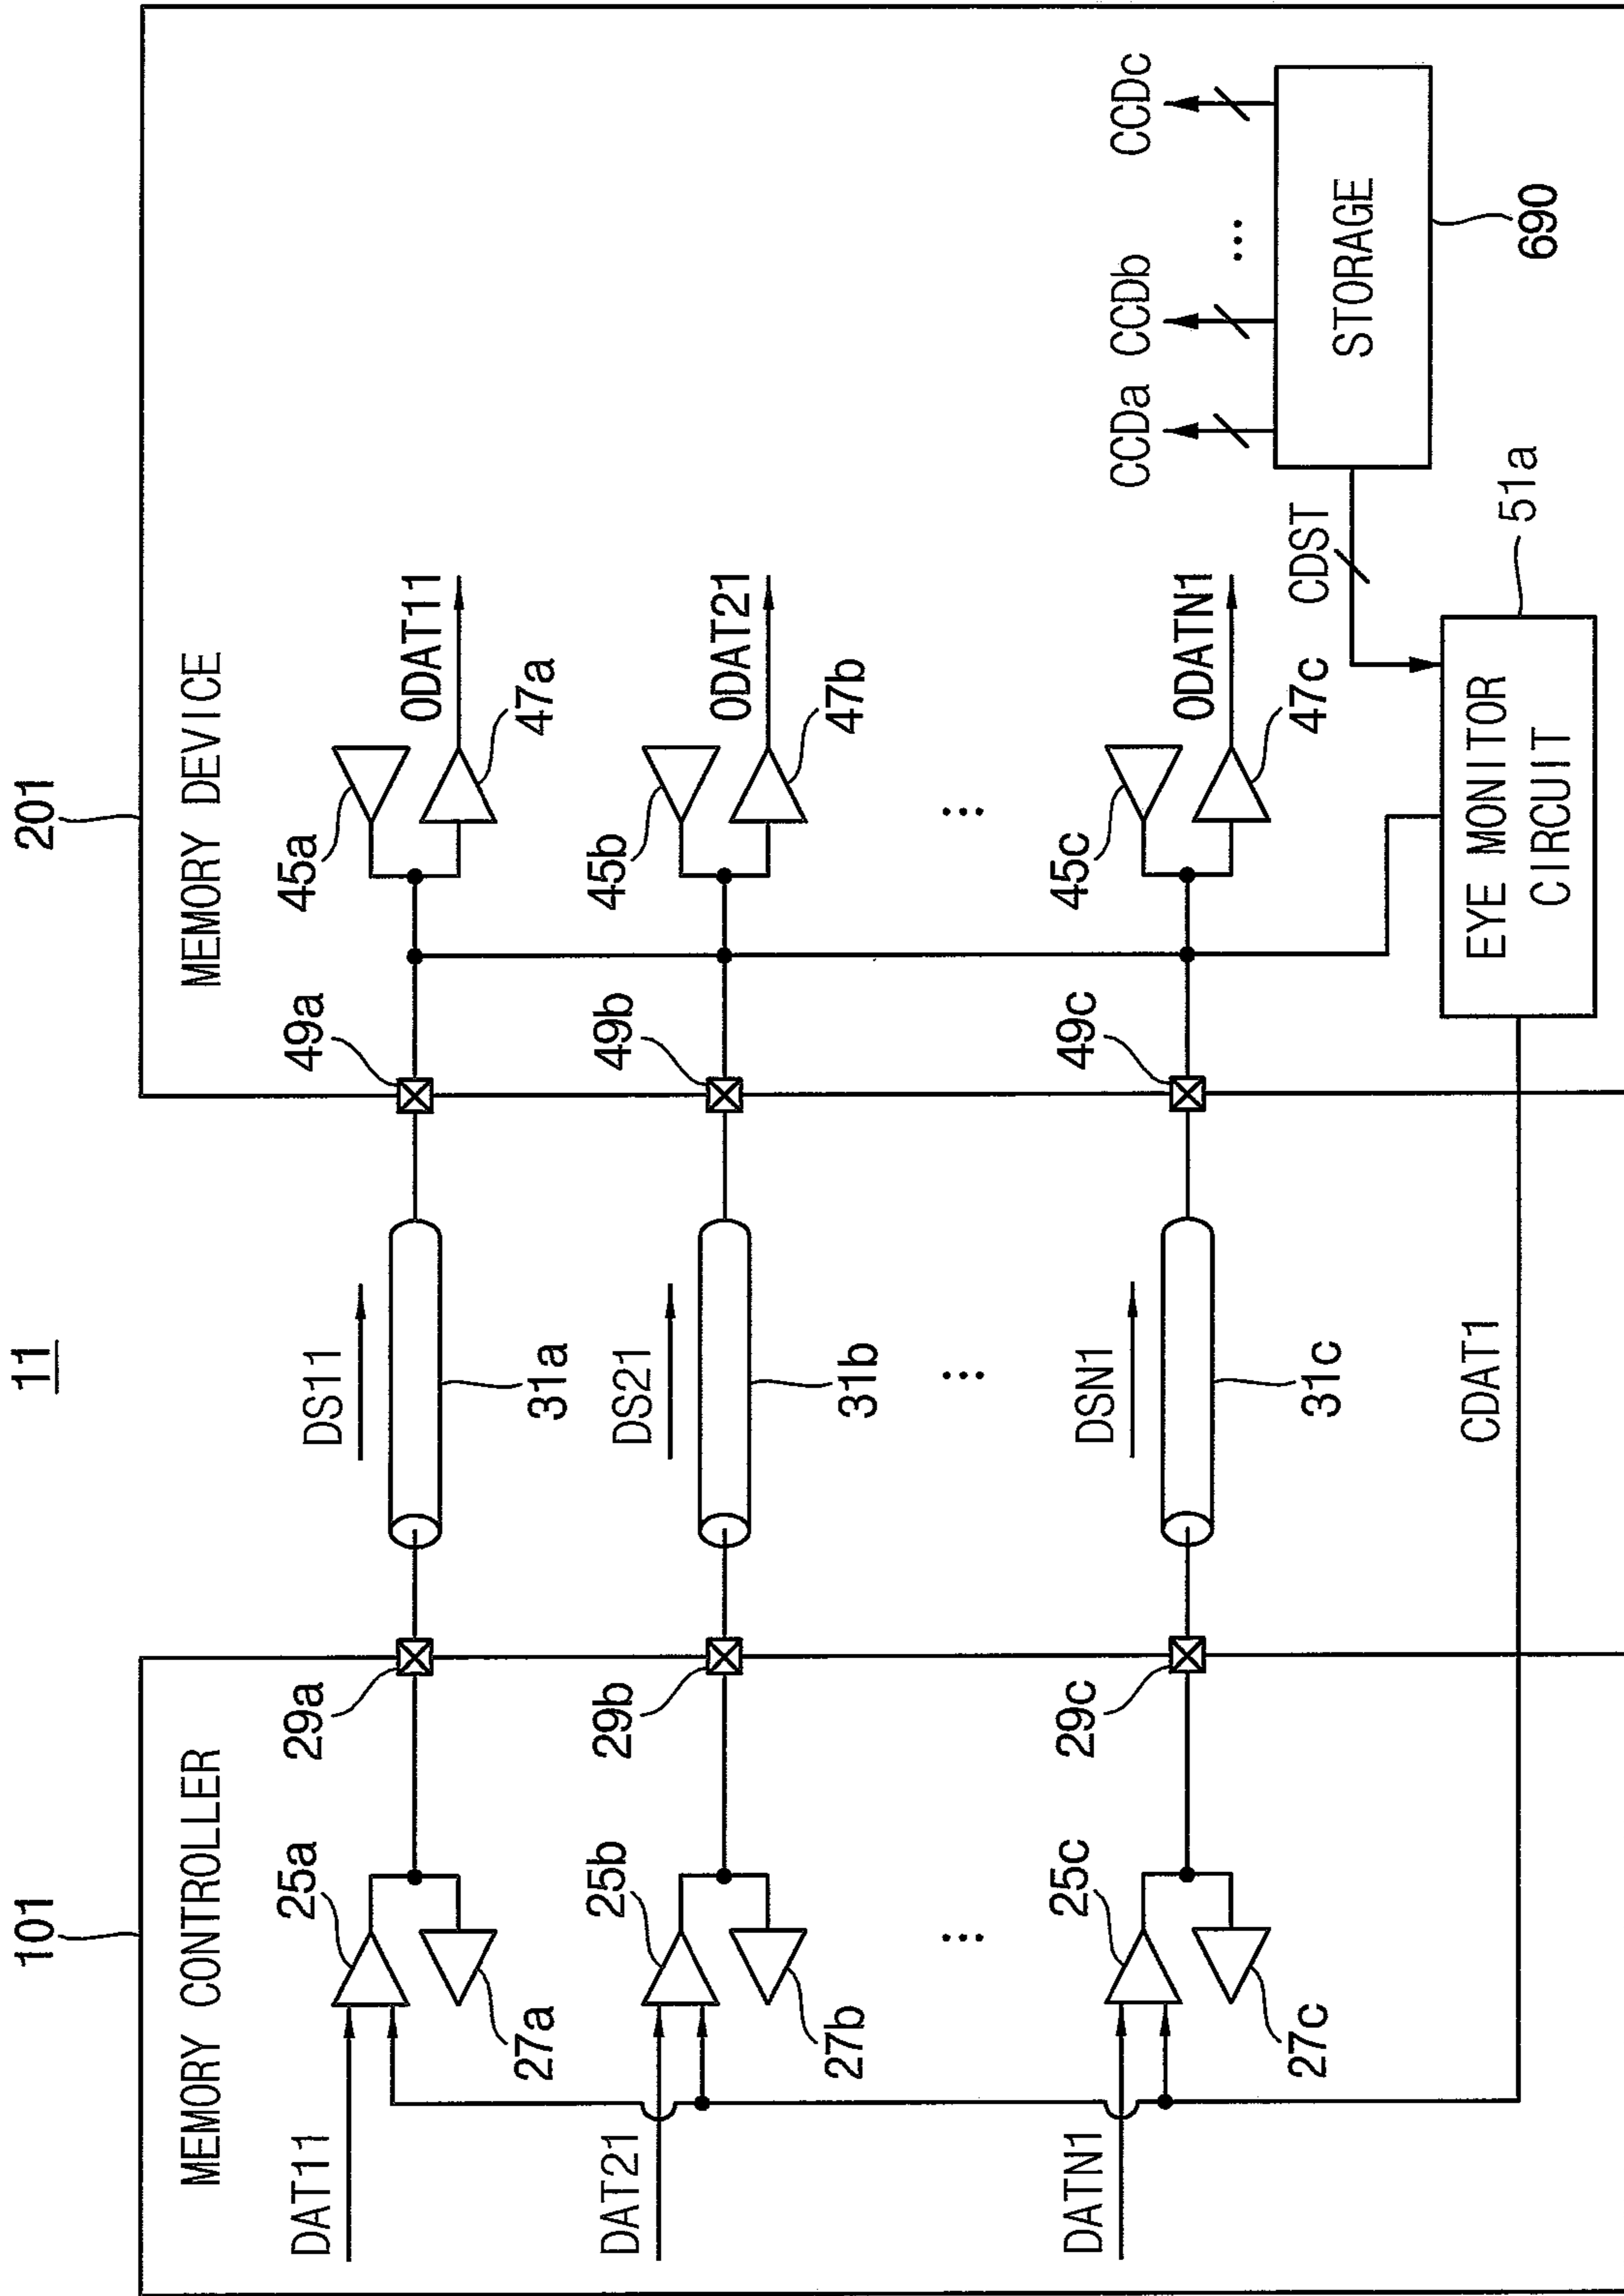 11
101
201
MEMORY CONTROLLER
MEMORY DEVICE
DAT11
25a
27a
29a
DS11
31a
49a
45a
47a
ODAT11
DAT21
25b
27b
29b
DS21
31b
49b
45b
47b
ODAT21
...
...
...
DATN1
25c
27c
29c
DSN1
31c
49c
45c
47c
ODATN1
CCDa
CCDb
...
CCDc
STORAGE
690
CDST
EYE MONITOR
CIRCUIT
51a
CDAT1